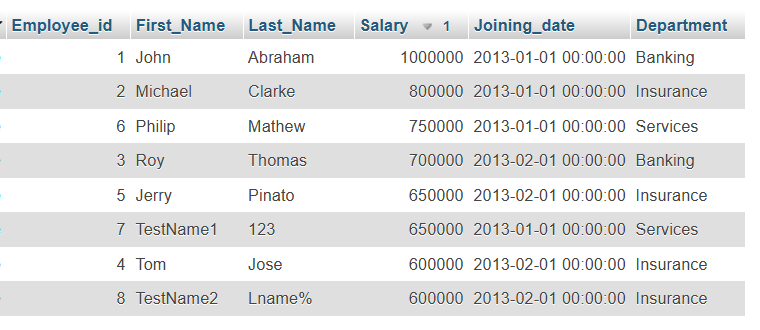 Employee_id First_Name Last_Name Salary 1 Joining_date Department
1 John Abraham 1000000 2013-01-01 00:00:00 Banking
2 Michael Clarke 800000 2013-01-01 00:00:00 Insurance
6 Philip Mathew 750000 2013-01-01 00:00:00 Services
3 Roy Thomas 700000 2013-02-01 00:00:00 Banking
5 Jerry Pinato 650000 2013-02-01 00:00:00 Insurance
7 TestName1 123 650000 2013-01-01 00:00:00 Services
4 Tom Jose 600000 2013-02-01 00:00:00 Insurance
8 TestName2 Lname% 600000 2013-02-01 00:00:00 Insurance